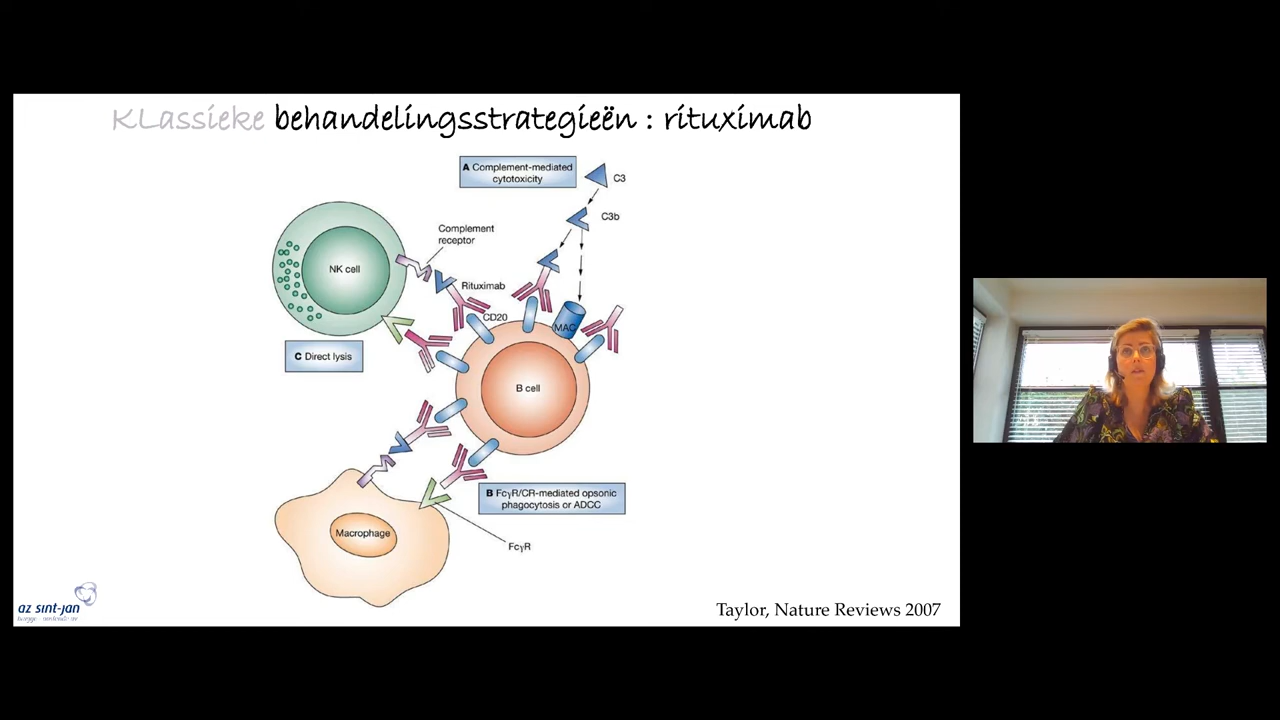 KLassieke behandelingsstrategieën : rituximab
A Complement-mediated
cytotoxicity
C3
C3b
Complement
receptor
NK cell
Rituximab
CD20
MAC
C Direct lysis
B cell
B FcγR/CR-mediated opsonic
phagocytosis or ADCC
Macrophage
FcγR
az sint-jan
Taylor, Nature Reviews 2007